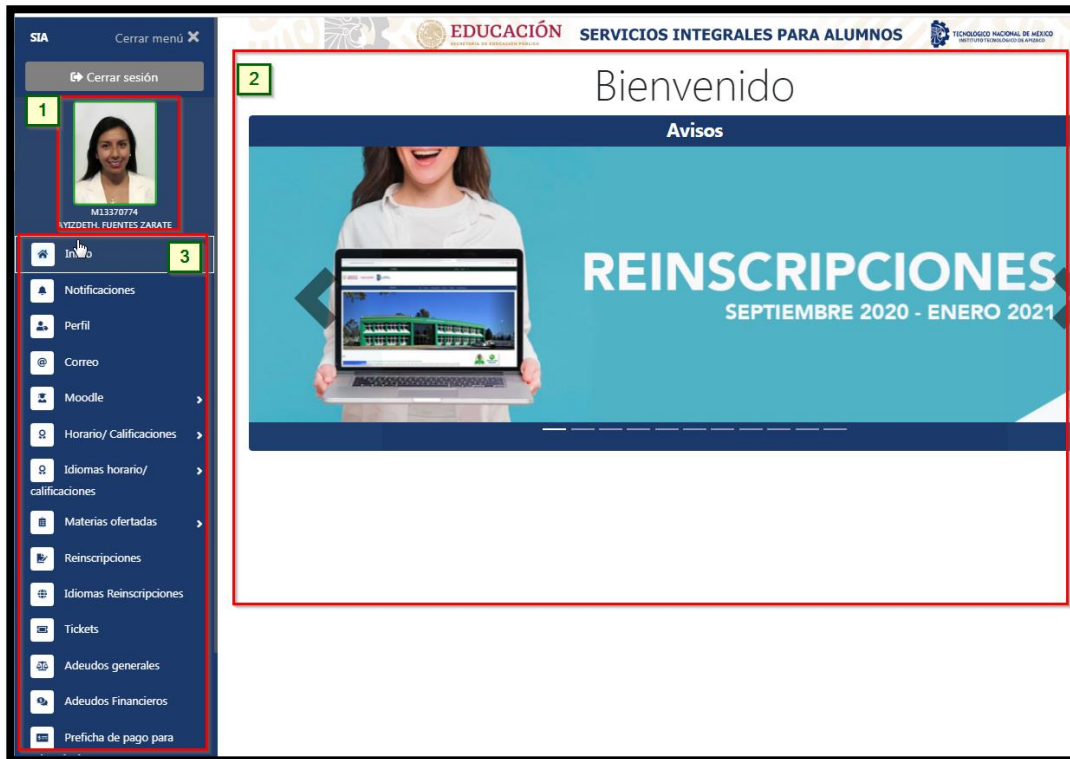 SIA
Cerrar menú
Cerrar sesión
1
M13370774
AYIZDETH. FUENTES ZARATE
3
Notificaciones
Perfil
Correo
Moodle
Horario/ Calificaciones
Idiomas horario/
calificaciones
Materias ofertadas
Reinscripciones
Idiomas Reinscripciones
Tickets
Adeudos generales
Adeudos Financieros
Preficha de pago para
EDUCACIÓN
SECRETARÍA DE EDUCACIÓN PÚBLICA
SERVICIOS INTEGRALES PARA ALUMNOS
TECNOLÓGICO NACIONAL DE MÉXICO
INSTITUTO TECNOLÓGICO DE APIZACO
2
Bienvenido
Avisos
REINSCRIPCIONES
SEPTIEMBRE 2020 - ENERO 2021